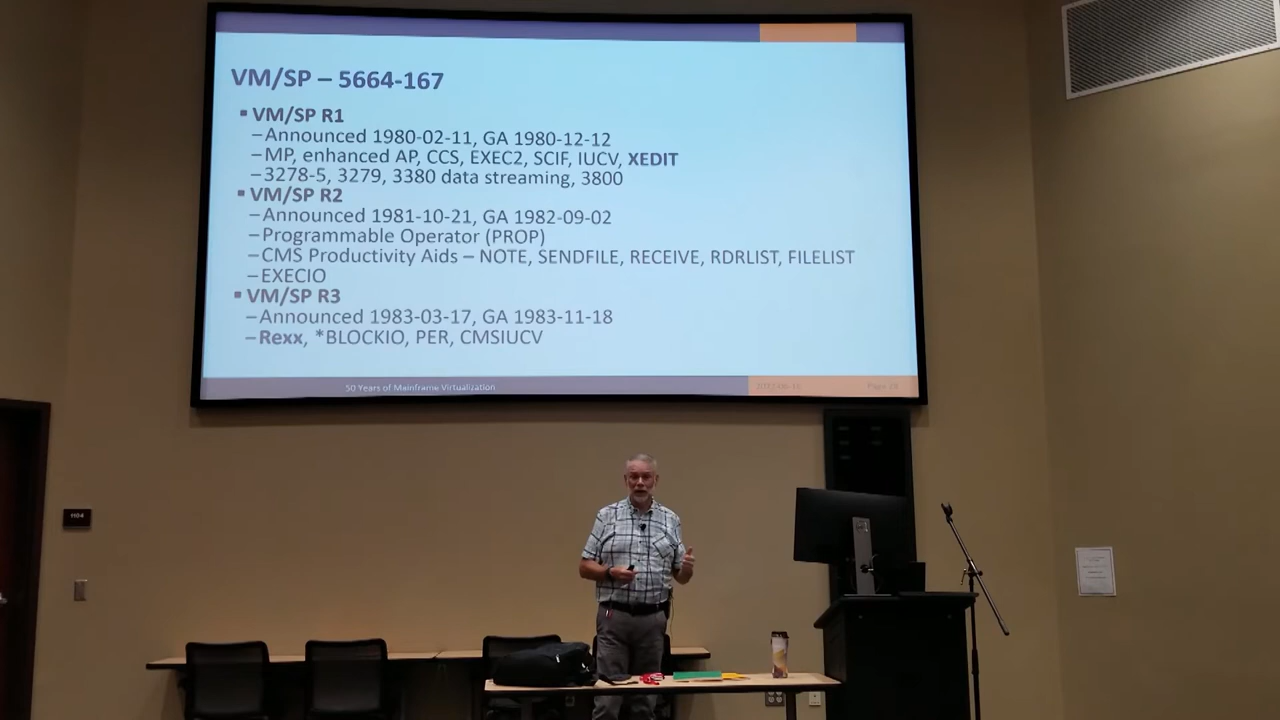 VM/SP – 5664-167
▪ VM/SP R1
–Announced 1980-02-11, GA 1980-12-12
–MP, enhanced AP, CCS, EXEC2, SCIF, IUCV, XEDIT
–3278-5, 3279, 3380 data streaming, 3800
▪ VM/SP R2
–Announced 1981-10-21, GA 1982-09-02
–Programmable Operator (PROP)
–CMS Productivity Aids – NOTE, SENDFILE, RECEIVE, RDRLIST, FILELIST
–EXECIO
▪ VM/SP R3
–Announced 1983-03-17, GA 1983-11-18
–Rexx, *BLOCKIO, PER, CMSIUCV
50 Years of Mainframe Virtualization
Page
1104